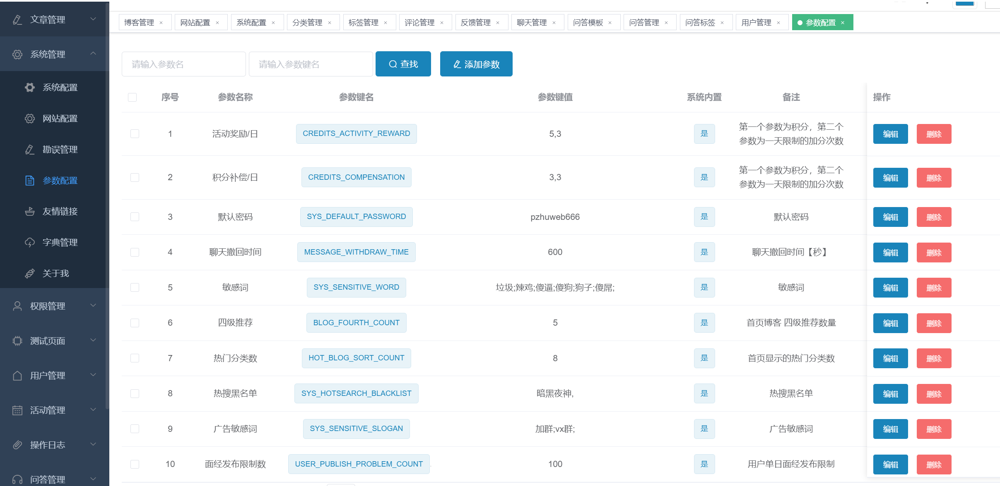 文章管理
系统管理
系统配置
网站配置
勘误管理
参数配置
友情链接
字典管理
关于我
权限管理
测试页面
用户管理
活动管理
操作日志
问答管理
博客管理 × 网站配置 × 系统配置 × 分类管理 × 标签管理 × 评论管理 × 反馈管理 × 聊天管理 × 问答模板 × 问答管理 × 问答标签 × 用户管理 × 参数配置 ×
请输入参数名 请输入参数键名 查找 添加参数
序号 参数名称 参数键名 参数键值 系统内置 备注 操作
1 活动奖励/日 CREDITS_ACTIVITY_REWARD 5,3 是 第一个参数为积分，第二个
参数为一天限制的加分次数 编辑 删除
2 积分补偿/日 CREDITS_COMPENSATION 3,3 是 第一个参数为积分，第二个
参数为一天限制的加分次数 编辑 删除
3 默认密码 SYS_DEFAULT_PASSWORD pzhuweb666 是 默认密码 编辑 删除
4 聊天撤回时间 MESSAGE_WITHDRAW_TIME 600 是 聊天撤回时间【秒】 编辑 删除
5 敏感词 SYS_SENSITIVE_WORD 垃圾;辣鸡;傻逼;傻狗;狗子;傻屌; 是 敏感词 编辑 删除
6 四级推荐 BLOG_FOURTH_COUNT 5 是 首页博客 四级推荐数量 编辑 删除
7 热门分类数 HOT_BLOG_SORT_COUNT 8 是 首页显示的热门分类数 编辑 删除
8 热搜黑名单 SYS_HOTSEARCH_BLACKLIST 暗黑夜神, 是 热搜黑名单 编辑 删除
9 广告敏感词 SYS_SENSITIVE_SLOGAN 加群;vx群; 是 广告敏感词 编辑 删除
10 面经发布限制数 USER_PUBLISH_PROBLEM_COUNT 100 是 用户单日面经发布限制 编辑 删除